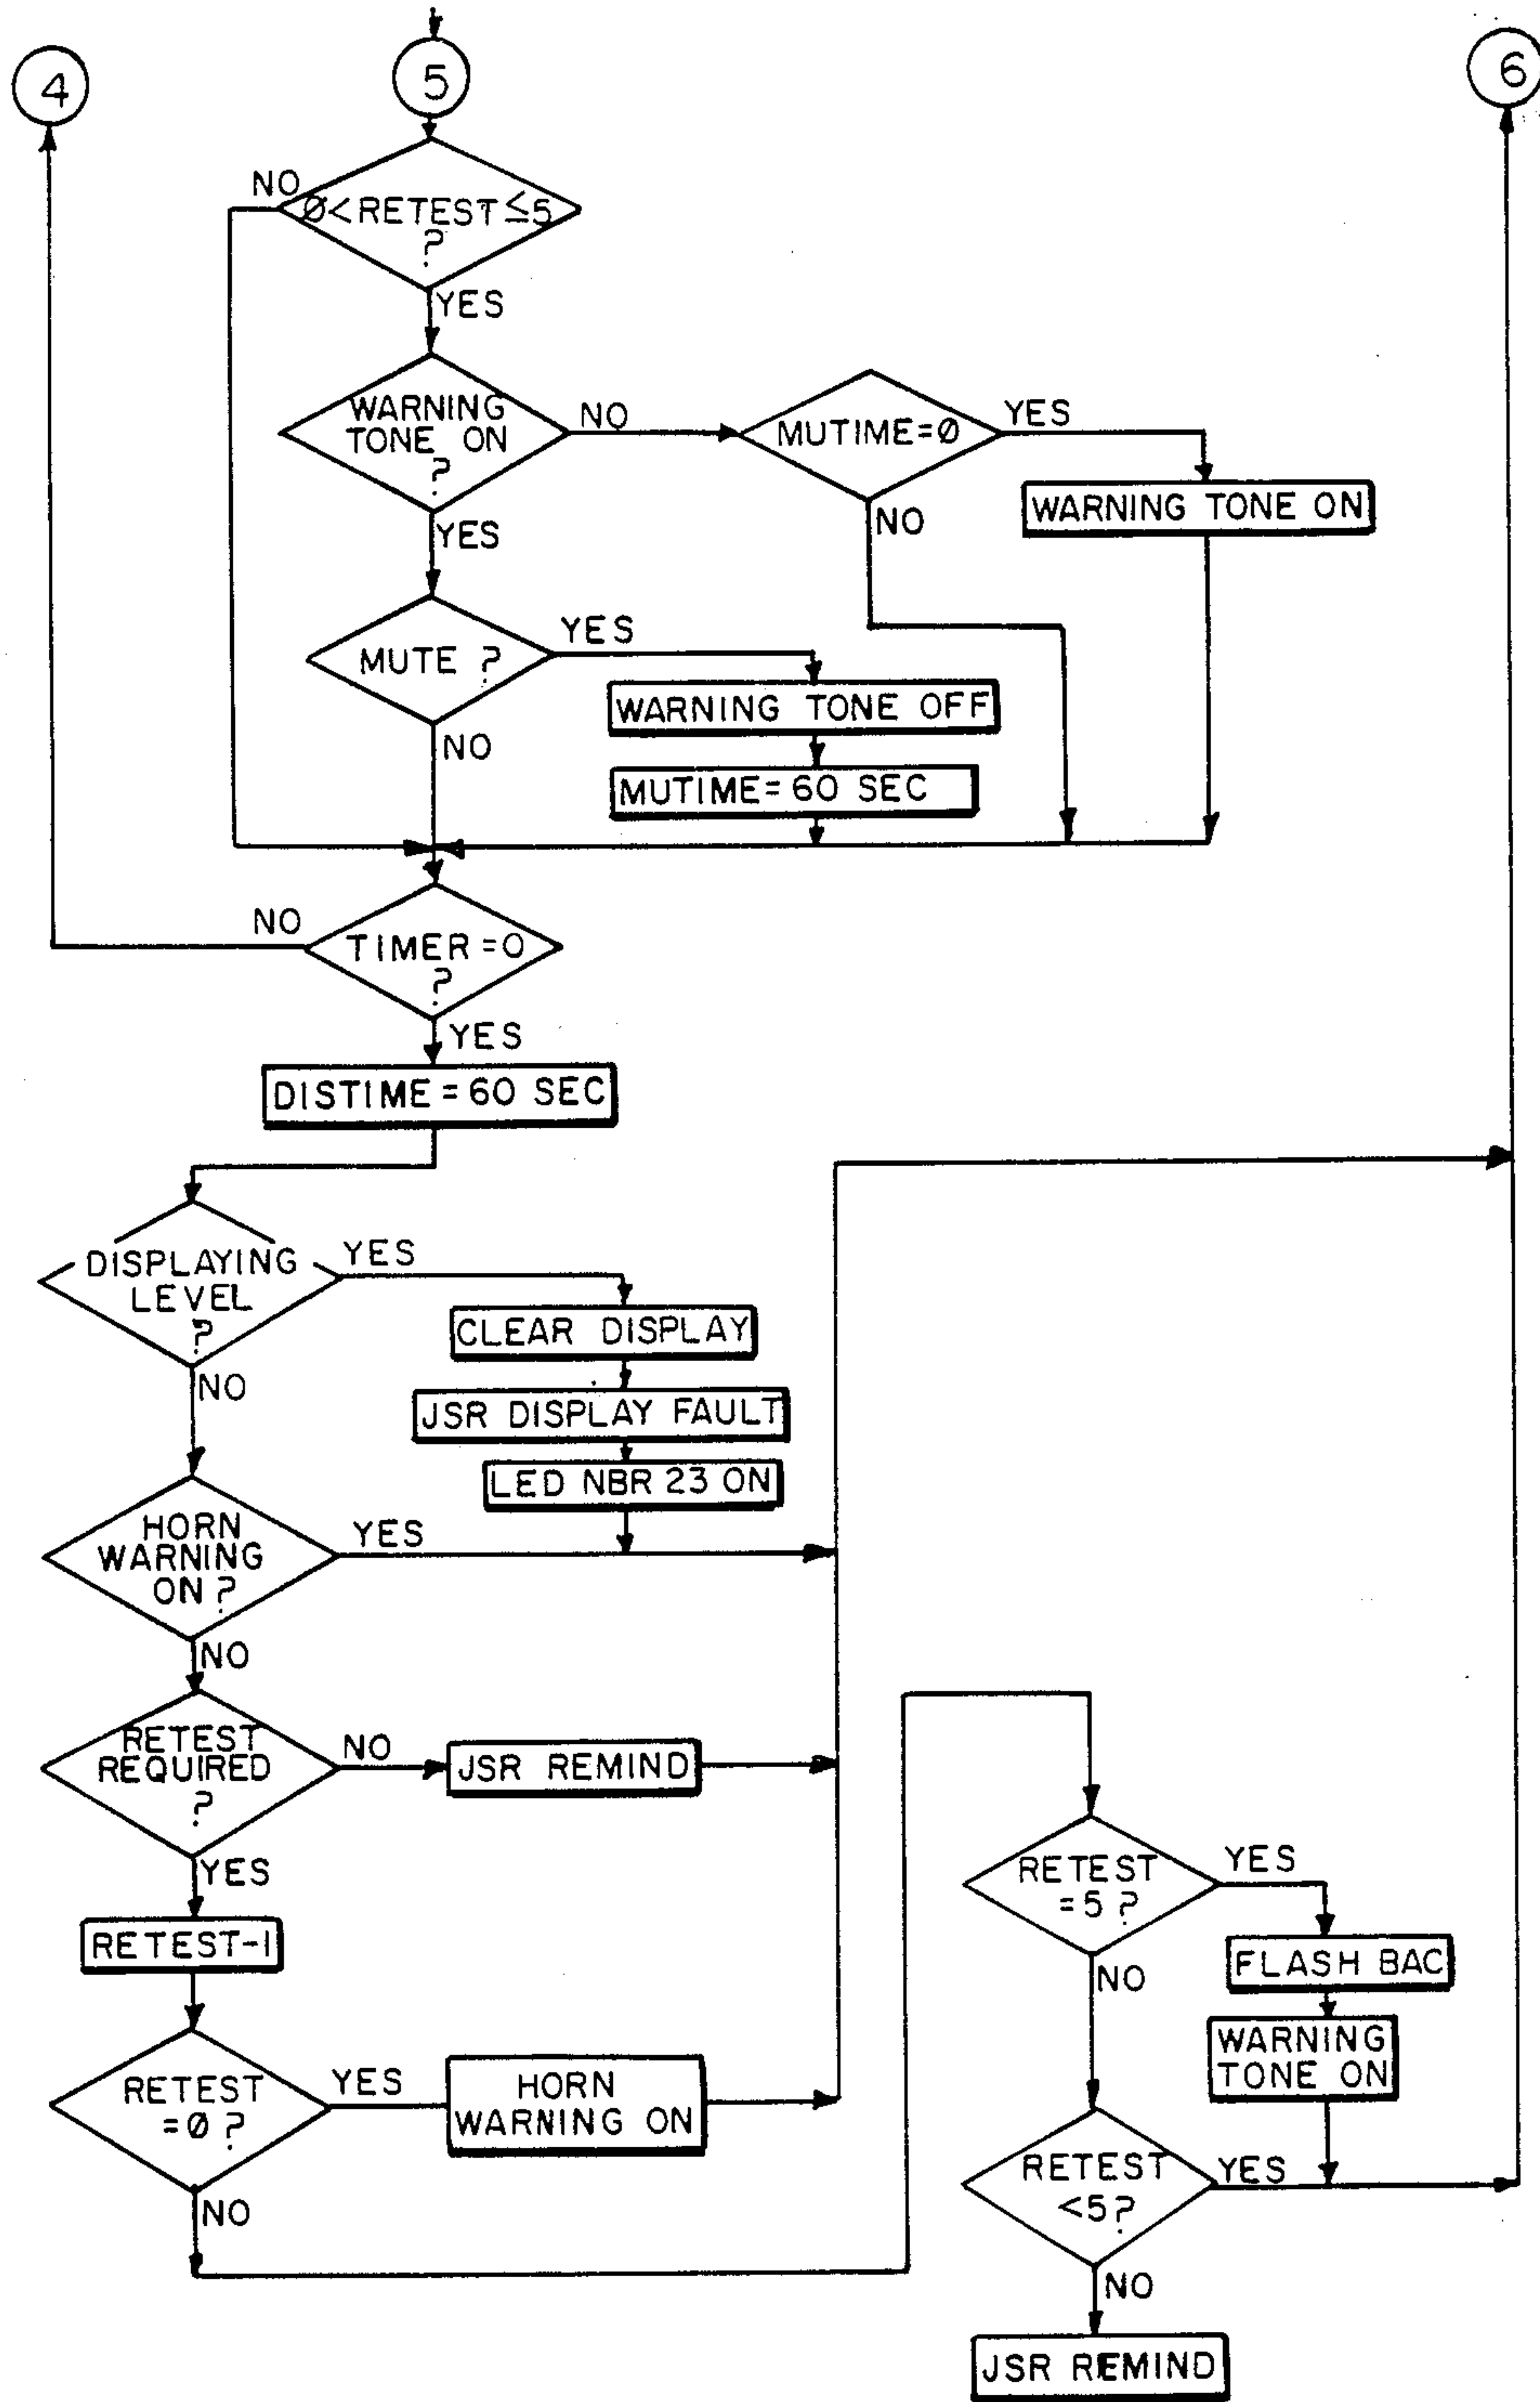 4
5
6
NO
Ø<RETEST≤5
?
YES
WARNING
TONE ON
?
NO
MUTIME=Ø
YES
WARNING TONE ON
NO
YES
MUTE ?
YES
WARNING TONE OFF
MUTIME=60 SEC
NO
NO
TIMER=0
?
YES
DISTIME=60 SEC
DISPLAYING
LEVEL
?
YES
CLEAR DISPLAY
JSR DISPLAY FAULT
LED NBR 23 ON
NO
HORN
WARNING
ON?
YES
NO
RETEST
REQUIRED
?
NO
JSR REMIND
YES
RETEST-1
RETEST
=Ø?
YES
HORN
WARNING ON
NO
RETEST
=5?
YES
FLASH BAC
WARNING
TONE ON
NO
RETEST
<5?
YES
NO
JSR REMIND